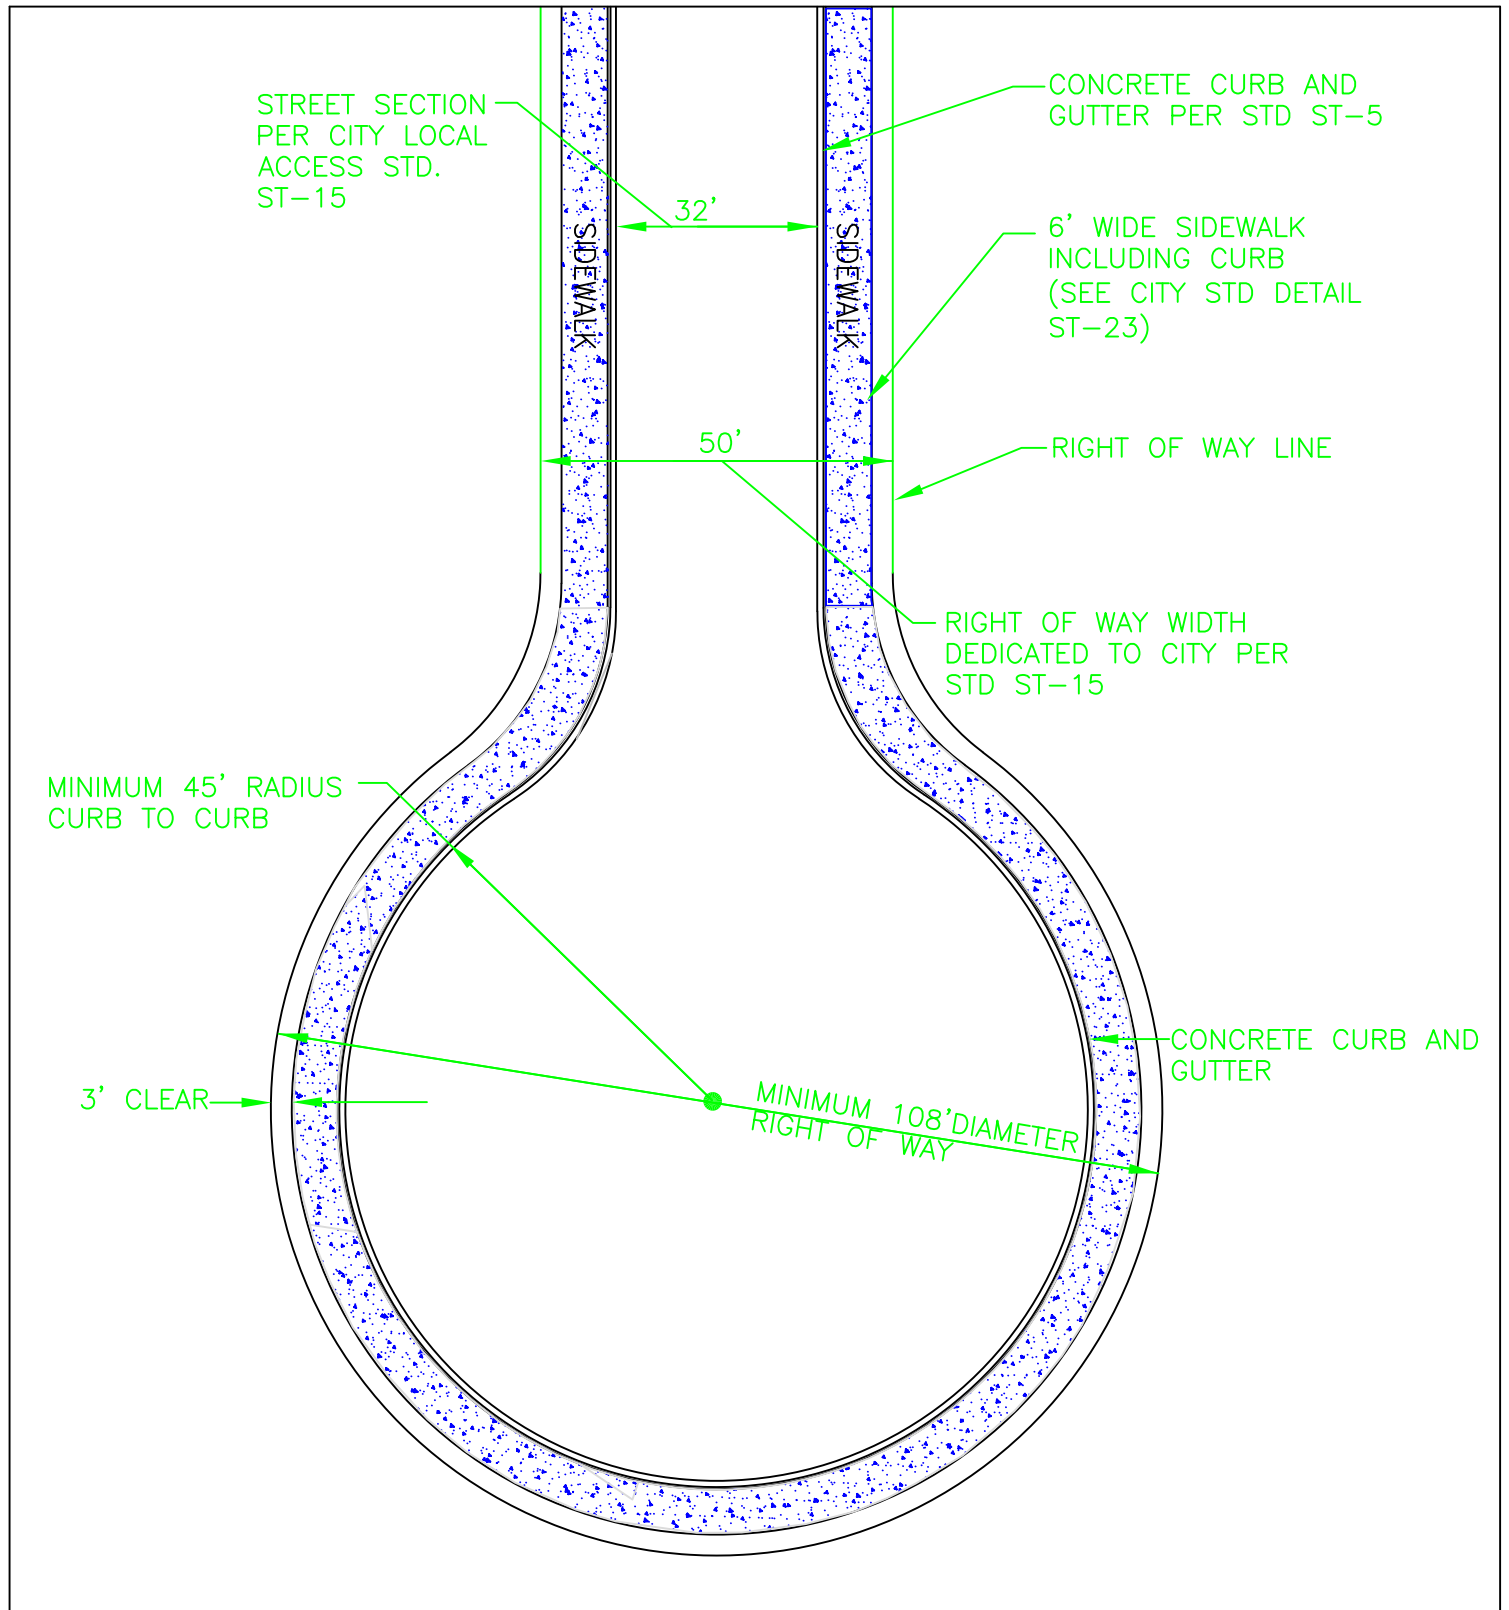 STREET SECTION
PER CITY LOCAL
ACCESS STD.
ST-15
CONCRETE CURB AND
GUTTER PER STD ST-5
32'
SIDEWALK
SIDEWALK
6' WIDE SIDEWALK
INCLUDING CURB
(SEE CITY STD DETAIL
ST-23)
50'
RIGHT OF WAY LINE
RIGHT OF WAY WIDTH
DEDICATED TO CITY PER
STD ST-15
MINIMUM 45' RADIUS
CURB TO CURB
CONCRETE CURB AND
GUTTER
3' CLEAR
MINIMUM 108'DIAMETER
RIGHT OF WAY